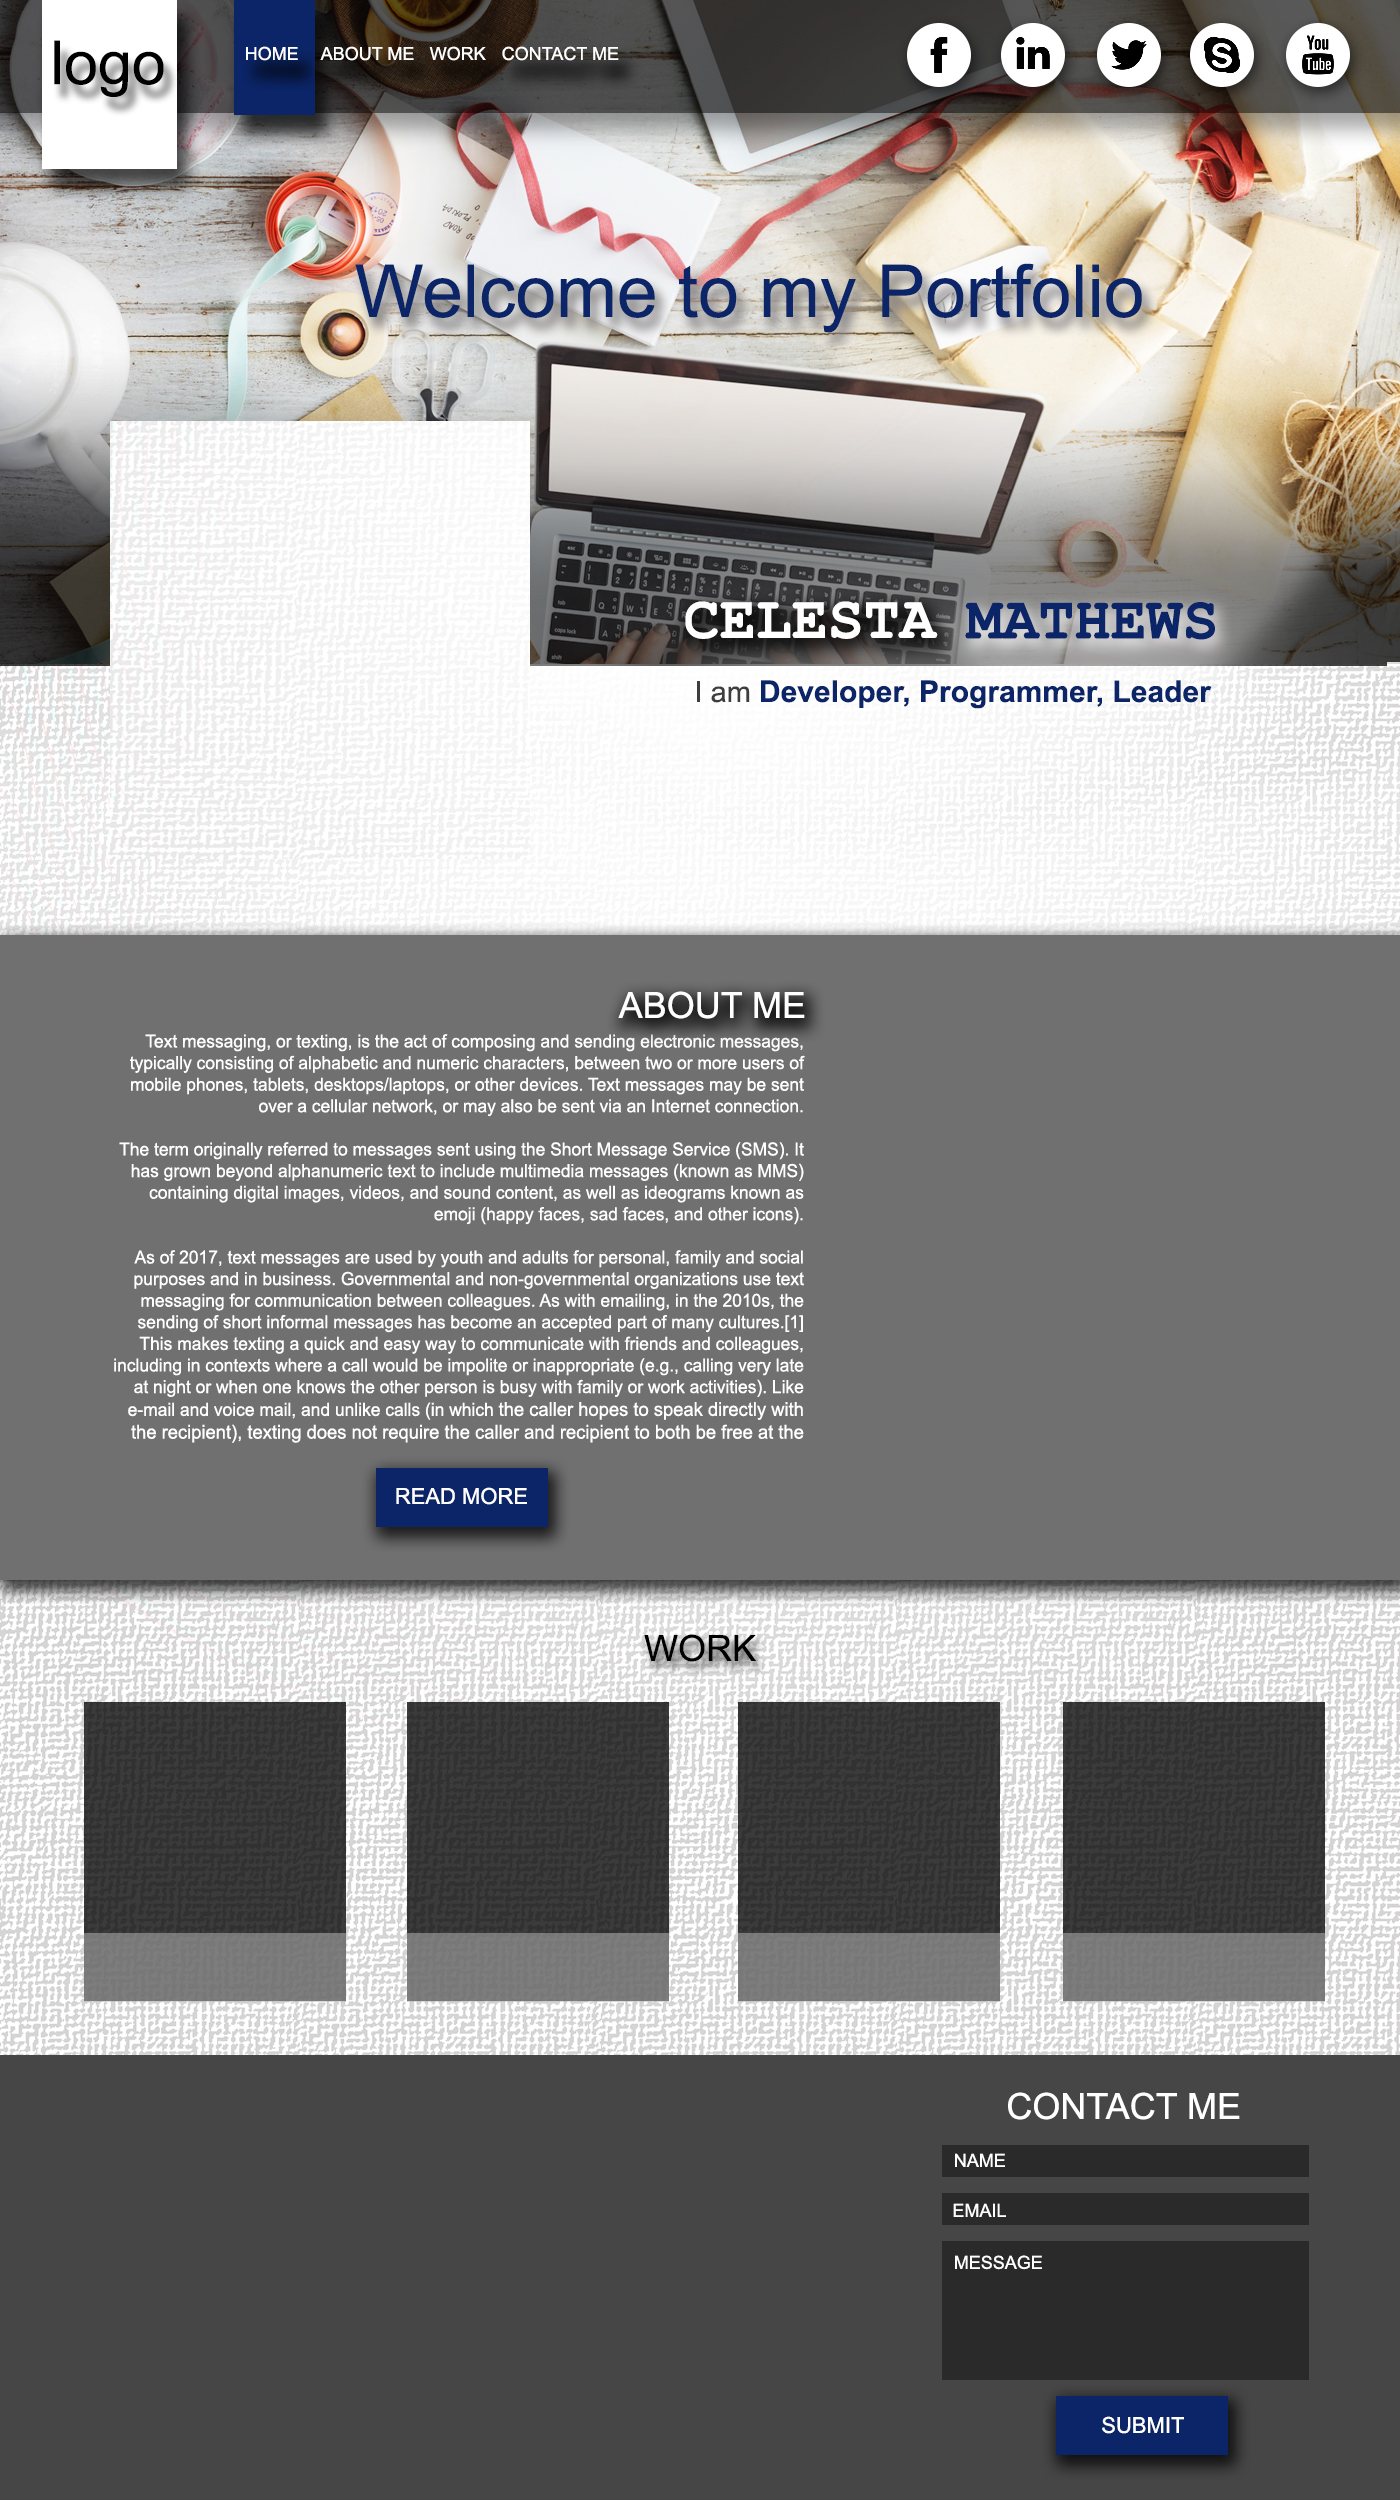 logo
HOME ABOUT ME WORK CONTACT ME
f in You Tube
Welcome to my Portfolio
CELESTA MATHEWS
I am Developer, Programmer, Leader
ABOUT ME
Text messaging, or texting, is the act of composing and sending electronic messages,
typically consisting of alphabetic and numeric characters, between two or more users of
mobile phones, tablets, desktops/laptops, or other devices. Text messages may be sent
over a cellular network, or may also be sent via an Internet connection.
The term originally referred to messages sent using the Short Message Service (SMS). It
has grown beyond alphanumeric text to include multimedia messages (known as MMS)
containing digital images, videos, and sound content, as well as ideograms known as
emoji (happy faces, sad faces, and other icons).
As of 2017, text messages are used by youth and adults for personal, family and social
purposes and in business. Governmental and non-governmental organizations use text
messaging for communication between colleagues. As with emailing, in the 2010s, the
sending of short informal messages has become an accepted part of many cultures.[1]
This makes texting a quick and easy way to communicate with friends and colleagues,
including in contexts where a call would be impolite or inappropriate (e.g., calling very late
at night or when one knows the other person is busy with family or work activities). Like
e-mail and voice mail, and unlike calls (in which the caller hopes to speak directly with
the recipient), texting does not require the caller and recipient to both be free at the
READ MORE
WORK
CONTACT ME
NAME
EMAIL
MESSAGE
SUBMIT